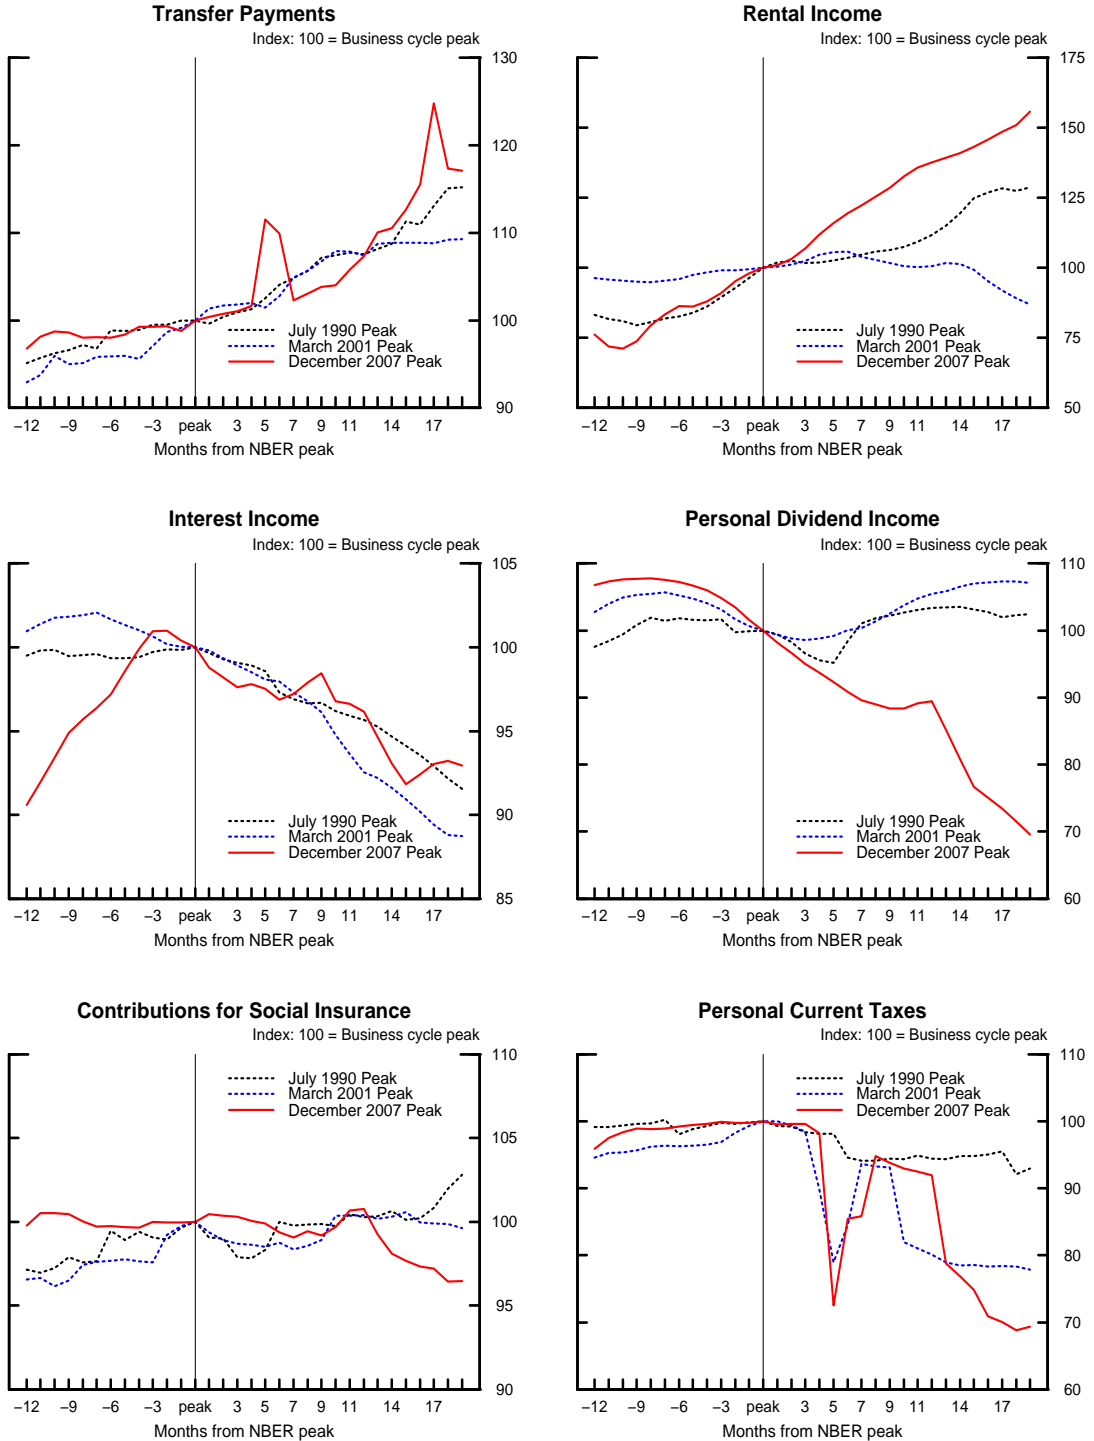 Transfer Payments
Index: 100 = Business cycle peak
130
120
110
100
90
July 1990 Peak
March 2001 Peak
December 2007 Peak
−12 −9 −6 −3 peak 3 5 7 9 11 14 17
Months from NBER peak
Rental Income
Index: 100 = Business cycle peak
175
150
125
100
75
50
July 1990 Peak
March 2001 Peak
December 2007 Peak
−12 −9 −6 −3 peak 3 5 7 9 11 14 17
Months from NBER peak
Interest Income
Index: 100 = Business cycle peak
105
100
95
90
85
July 1990 Peak
March 2001 Peak
December 2007 Peak
−12 −9 −6 −3 peak 3 5 7 9 11 14 17
Months from NBER peak
Personal Dividend Income
Index: 100 = Business cycle peak
110
100
90
80
70
60
July 1990 Peak
March 2001 Peak
December 2007 Peak
−12 −9 −6 −3 peak 3 5 7 9 11 14 17
Months from NBER peak
Contributions for Social Insurance
Index: 100 = Business cycle peak
110
105
100
95
90
July 1990 Peak
March 2001 Peak
December 2007 Peak
−12 −9 −6 −3 peak 3 5 7 9 11 14 17
Months from NBER peak
Personal Current Taxes
Index: 100 = Business cycle peak
110
100
90
80
70
60
July 1990 Peak
March 2001 Peak
December 2007 Peak
−12 −9 −6 −3 peak 3 5 7 9 11 14 17
Months from NBER peak